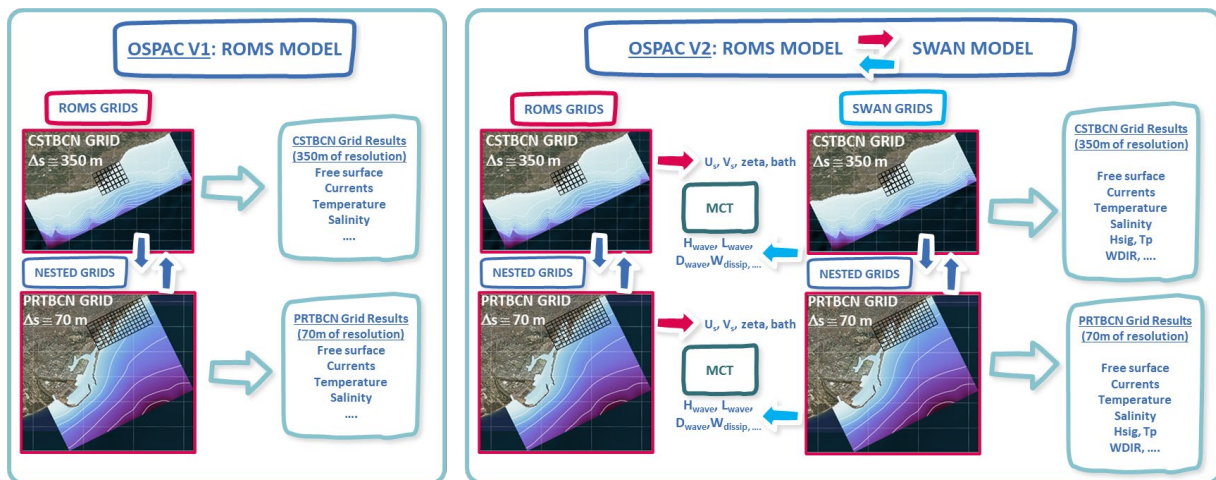 OSPAC V1: ROMS MODEL
ROMS GRIDS
CSTBCN GRID
Δs ≅ 350 m
NESTED GRIDS
PRTBCN GRID
Δs ≅ 70 m
CSTBCN Grid Results
(350m of resolution)
Free surface
Currents
Temperature
Salinity
....
PRTBCN Grid Results
(70m of resolution)
Free surface
Currents
Temperature
Salinity
....
OSPAC V2: ROMS MODEL
SWAN MODEL
ROMS GRIDS
CSTBCN GRID
Δs ≅ 350 m
NESTED GRIDS
PRTBCN GRID
Δs ≅ 70 m
Us, Vs, zeta, bath
MCT
Hwave, Lwave,
Dwave,Wdissip, ....
Us, Vs, zeta, bath
MCT
Hwave, Lwave,
Dwave,Wdissip, ....
SWAN GRIDS
CSTBCN GRID
Δs ≅ 350 m
NESTED GRIDS
PRTBCN GRID
Δs ≅ 70 m
CSTBCN Grid Results
(350m of resolution)
Free surface
Currents
Temperature
Salinity
Hsig, Tp
WDIR, ....
PRTBCN Grid Results
(70m of resolution)
Free surface
Currents
Temperature
Salinity
Hsig, Tp
WDIR, ....